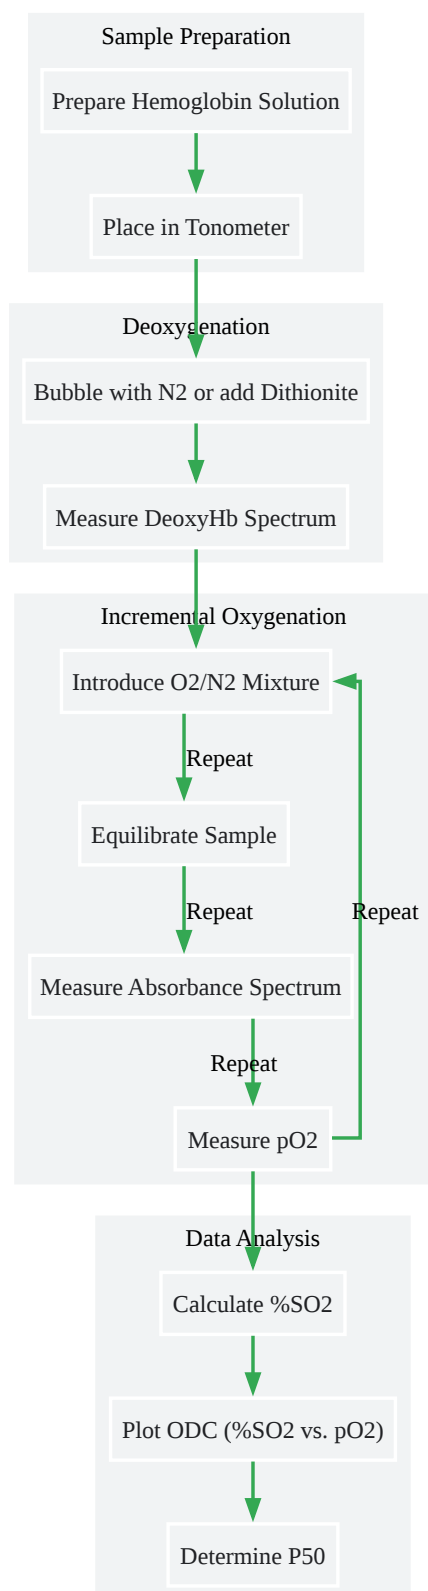 Sample Preparation
Prepare Hemoglobin Solution
Place in Tonometer
Deoxygenation
Bubble with N2 or add Dithionite
Measure DeoxyHb Spectrum
Incremental Oxygenation
Introduce O2/N2 Mixture
Repeat
Equilibrate Sample
Repeat
Repeat
Measure Absorbance Spectrum
Repeat
Measure pO2
Data Analysis
Calculate %SO2
Plot ODC (%SO2 vs. pO2)
Determine P50